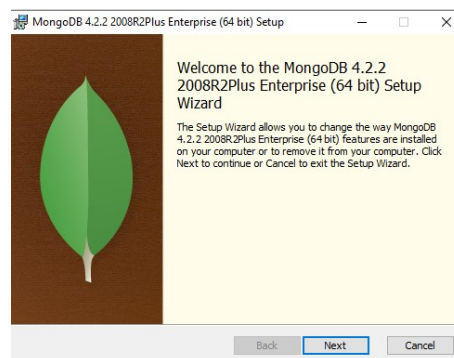 MongoDB 4.2.2 2008R2Plus Enterprise (64 bit) Setup
Welcome to the MongoDB 4.2.2
2008R2Plus Enterprise (64 bit) Setup
Wizard
The Setup Wizard allows you to change the way MongoDB
4.2.2 2008R2Plus Enterprise (64 bit) features are installed
on your computer or to remove it from your computer. Click
Next to continue or Cancel to exit the Setup Wizard.
Back Next Cancel